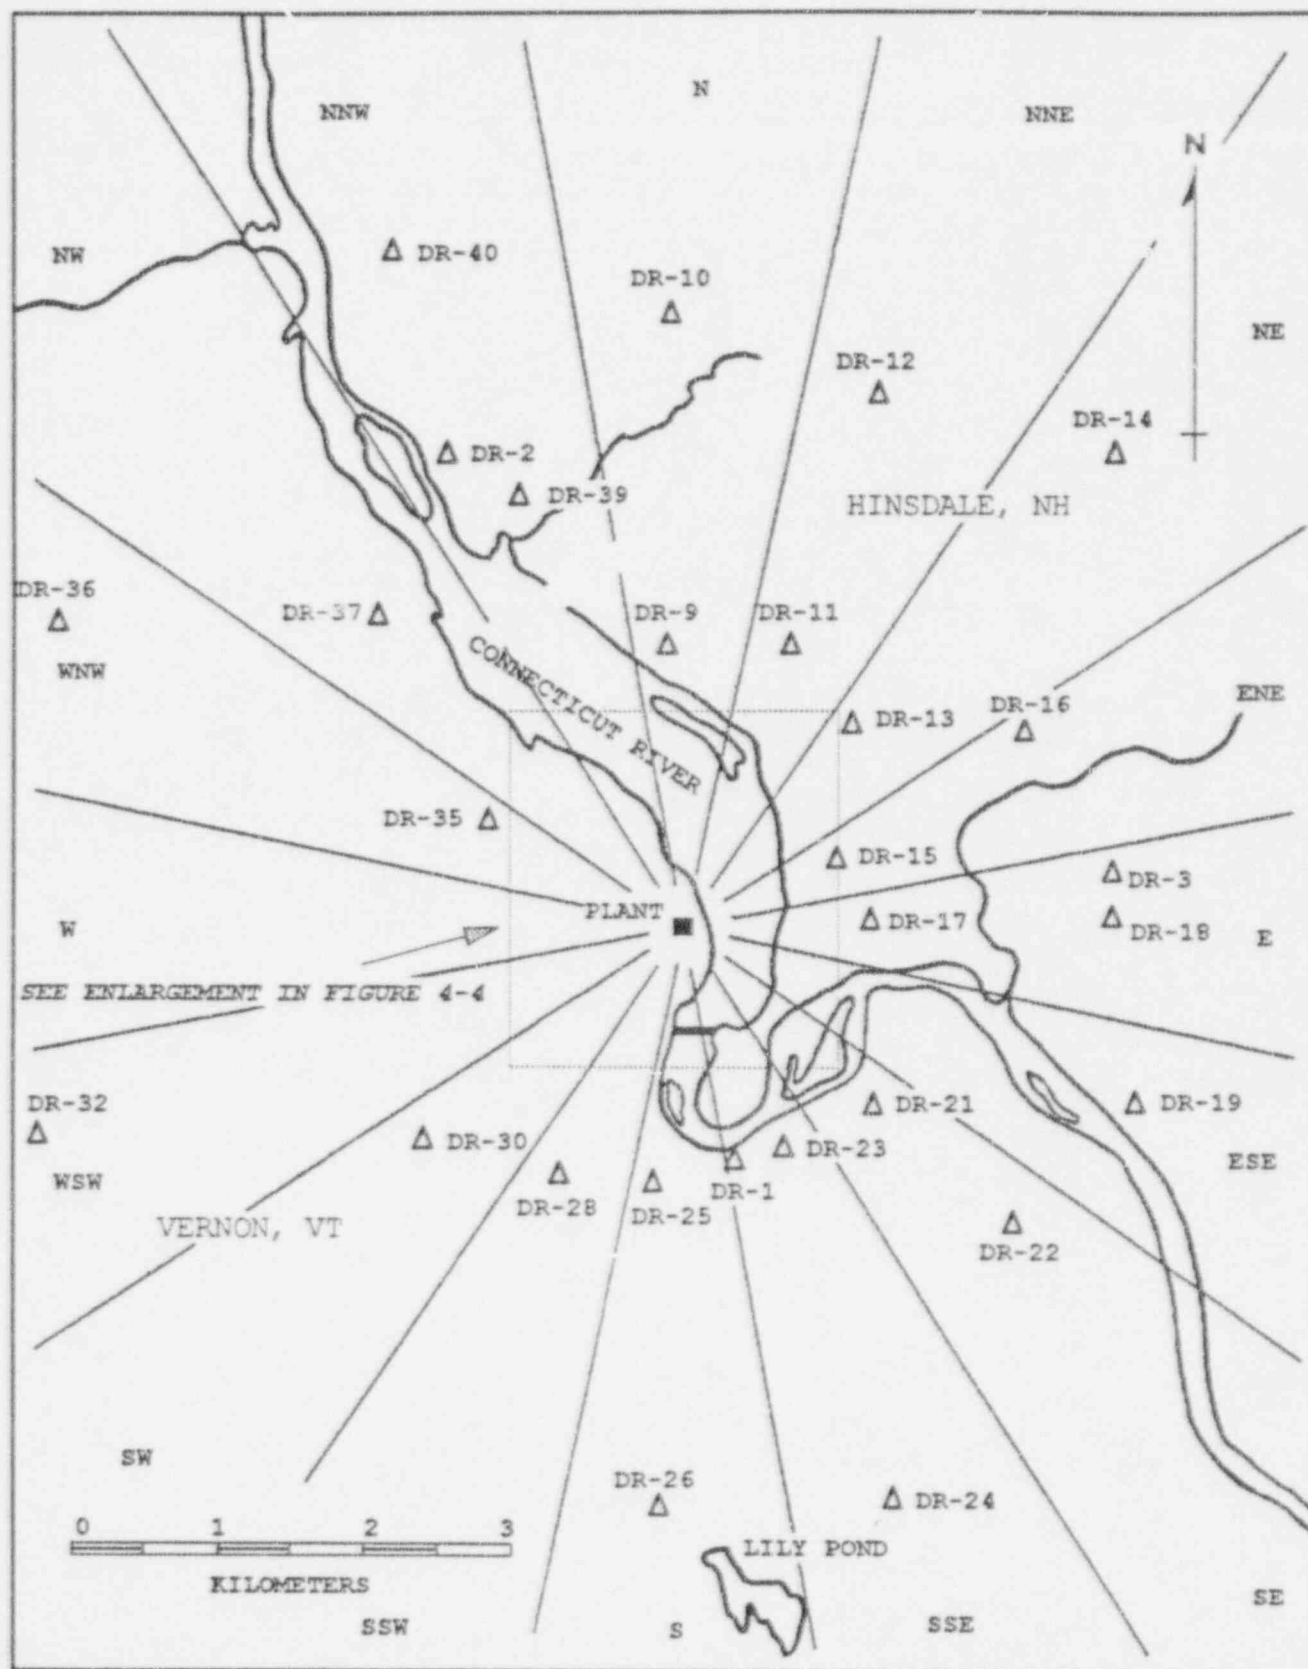 N
NNW
NNE
N
NW
DR-40
DR-10
NE
DR-12
DR-14
DR-2
DR-39
HINSDALE, NH
DR-36
DR-37
DR-9
DR-11
WNW
CONNECTICUT RIVER
ENE
DR-16
DR-13
DR-35
DR-15
DR-3
PLANT
DR-17
DR-18
W
E
SEE ENLARGEMENT IN FIGURE 4-4
DR-32
DR-21
DR-19
DR-30
DR-23
WSW
ESE
DR-1
DR-28
DR-25
VERNON, VT
DR-22
SW
DR-26
DR-24
0 1 2 3
LILY POND
KILOMETERS
SSW
S
SSE
SE